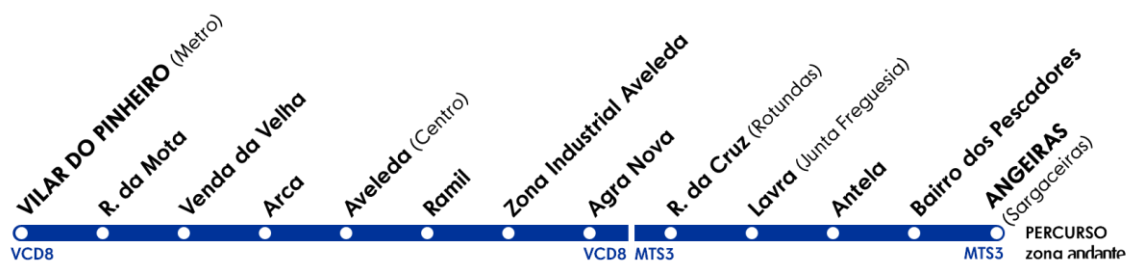 VILAR DO PINHEIRO (Metro)
R. da Mota
Venda da Velha
Arca
Aveleda (Centro)
Ramil
Zona Industrial Aveleda
Agra Nova
R. da Cruz (Rotundas)
Lavra (Junta Freguesia)
Antela
Bairro dos Pescadores
ANGEIRAS
(Sargaceiras)
PERCURSO
VCD8
VCD8
MTS3
MTS3
zona andante